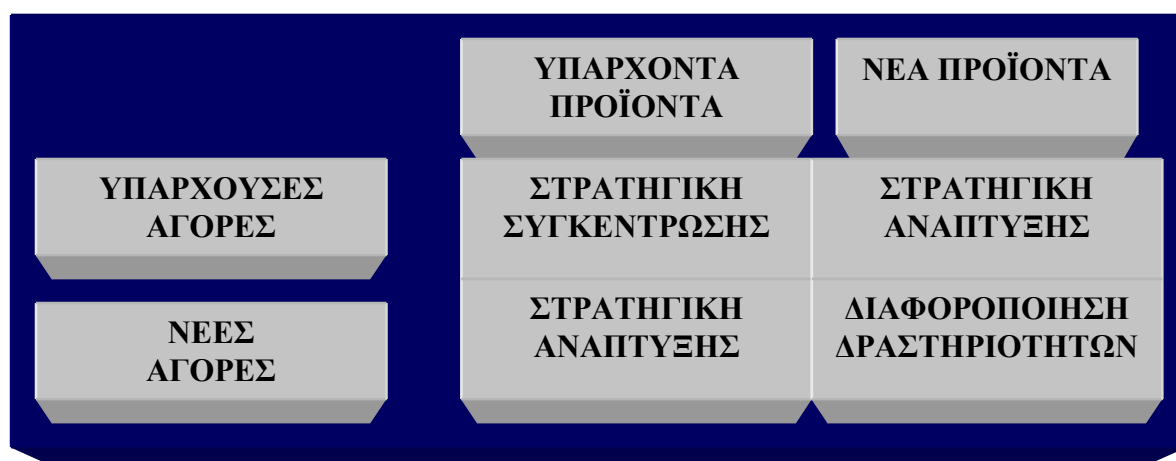 ΥΠΑΡΧΟΝΤΑ
ΠΡΟΪΟΝΤΑ
ΝΕΑ ΠΡΟΪΟΝΤΑ
ΥΠΑΡΧΟΥΣΕΣ
ΑΓΟΡΕΣ
ΣΤΡΑΤΗΓΙΚΗ
ΣΥΓΚΕΝΤΡΩΣΗΣ
ΣΤΡΑΤΗΓΙΚΗ
ΑΝΑΠΤΥΞΗΣ
ΝΕΕΣ
ΑΓΟΡΕΣ
ΣΤΡΑΤΗΓΙΚΗ
ΑΝΑΠΤΥΞΗΣ
ΔΙΑΦΟΡΟΠΟΙΗΣΗ
ΔΡΑΣΤΗΡΙΟΤΗΤΩΝ